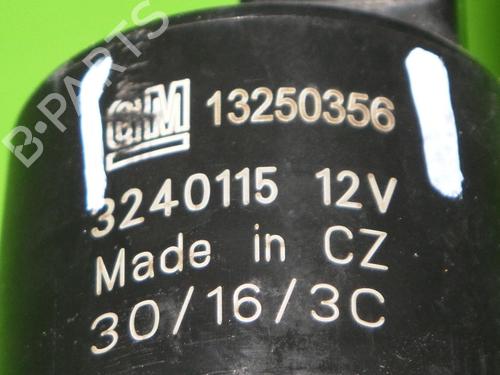 GM 13250356
3240115 12V
Made in CZ
30/16/3C
B-PARTS